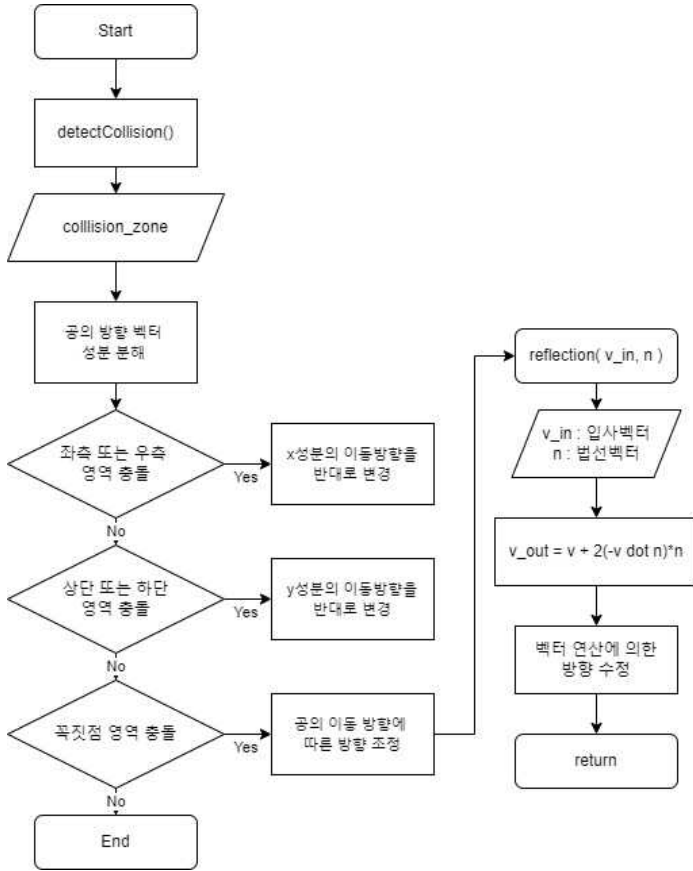 Start
detectCollision()
colllision_zone
공의 방향 벡터
성분 분해
좌측 또는 우측
영역 충돌
Yes
x성분의 이동방향을
반대로 변경
No
상단 또는 하단
영역 충돌
Yes
y성분의 이동방향을
반대로 변경
No
꼭짓점 영역 충돌
Yes
공의 이동 방향에
따른 방향 조정
No
End
reflection( v_in, n )
v_in : 입사벡터
n : 법선벡터
v_out = v + 2(-v dot n)*n
벡터 연산에 의한
방향 수정
return